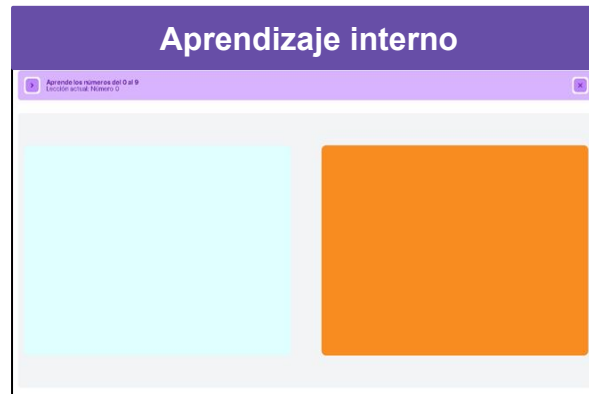 Aprendizaje interno
Aprende los números del 0 al 9
Lección actual: Número 0